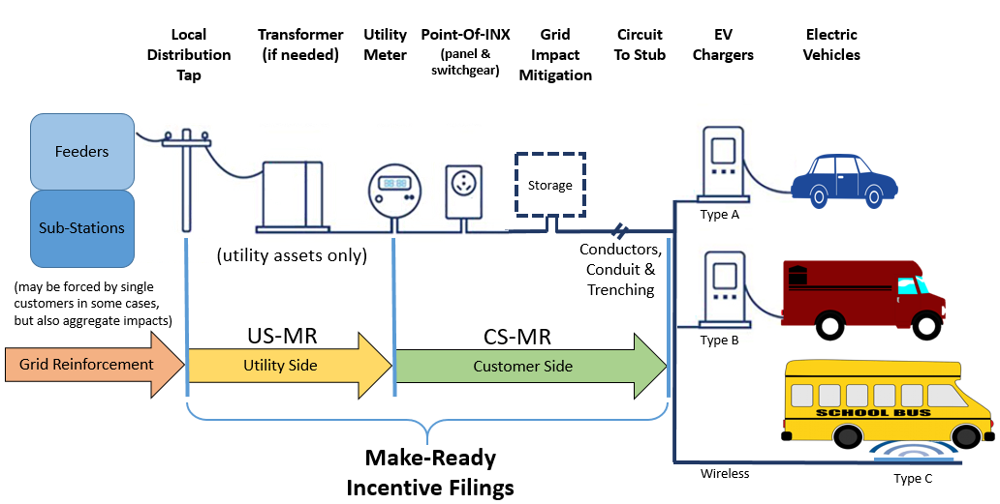 Local
Distribution
Tap
Transformer
(if needed)
Utility
Meter
Point-Of-INX
(panel &
switchgear)
Grid
Impact
Mitigation
Circuit
To Stub
EV
Chargers
Electric
Vehicles
Feeders
Sub-Stations
Storage
Type A
(utility assets only)
Conductors,
Conduit &
Trenching
(may be forced by single
customers in some cases,
but also aggregate impacts)
US-MR
CS-MR
Type B
Grid Reinforcement
Utility Side
Customer Side
SCHOOL BUS
Make-Ready
Incentive Filings
Wireless
Type C